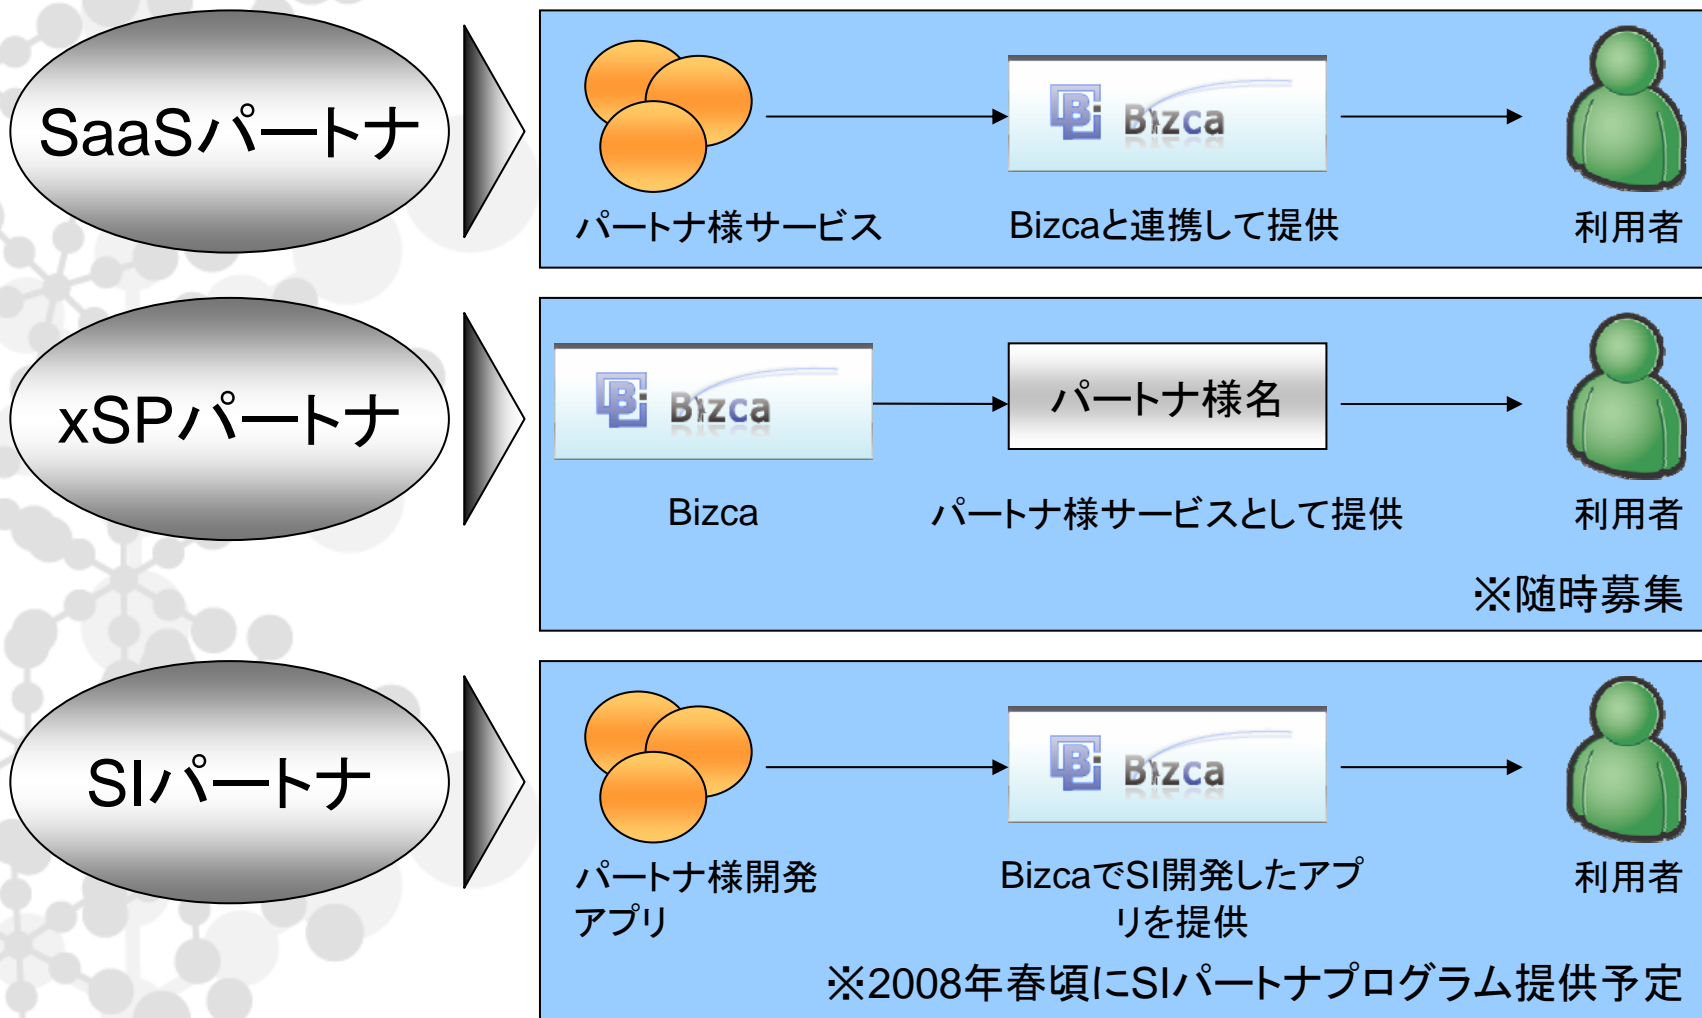 SaaSパートナ
Bizca
パートナ様サービス
Bizcaと連携して提供
利用者
xSPパートナ
Bizca
パートナ様名
Bizca
パートナ様サービスとして提供
利用者
※随時募集
SIパートナ
Bizca
パートナ様開発
アプリ
BizcaでSI開発したアプ
リを提供
利用者
※2008年春頃にSIパートナプログラム提供予定